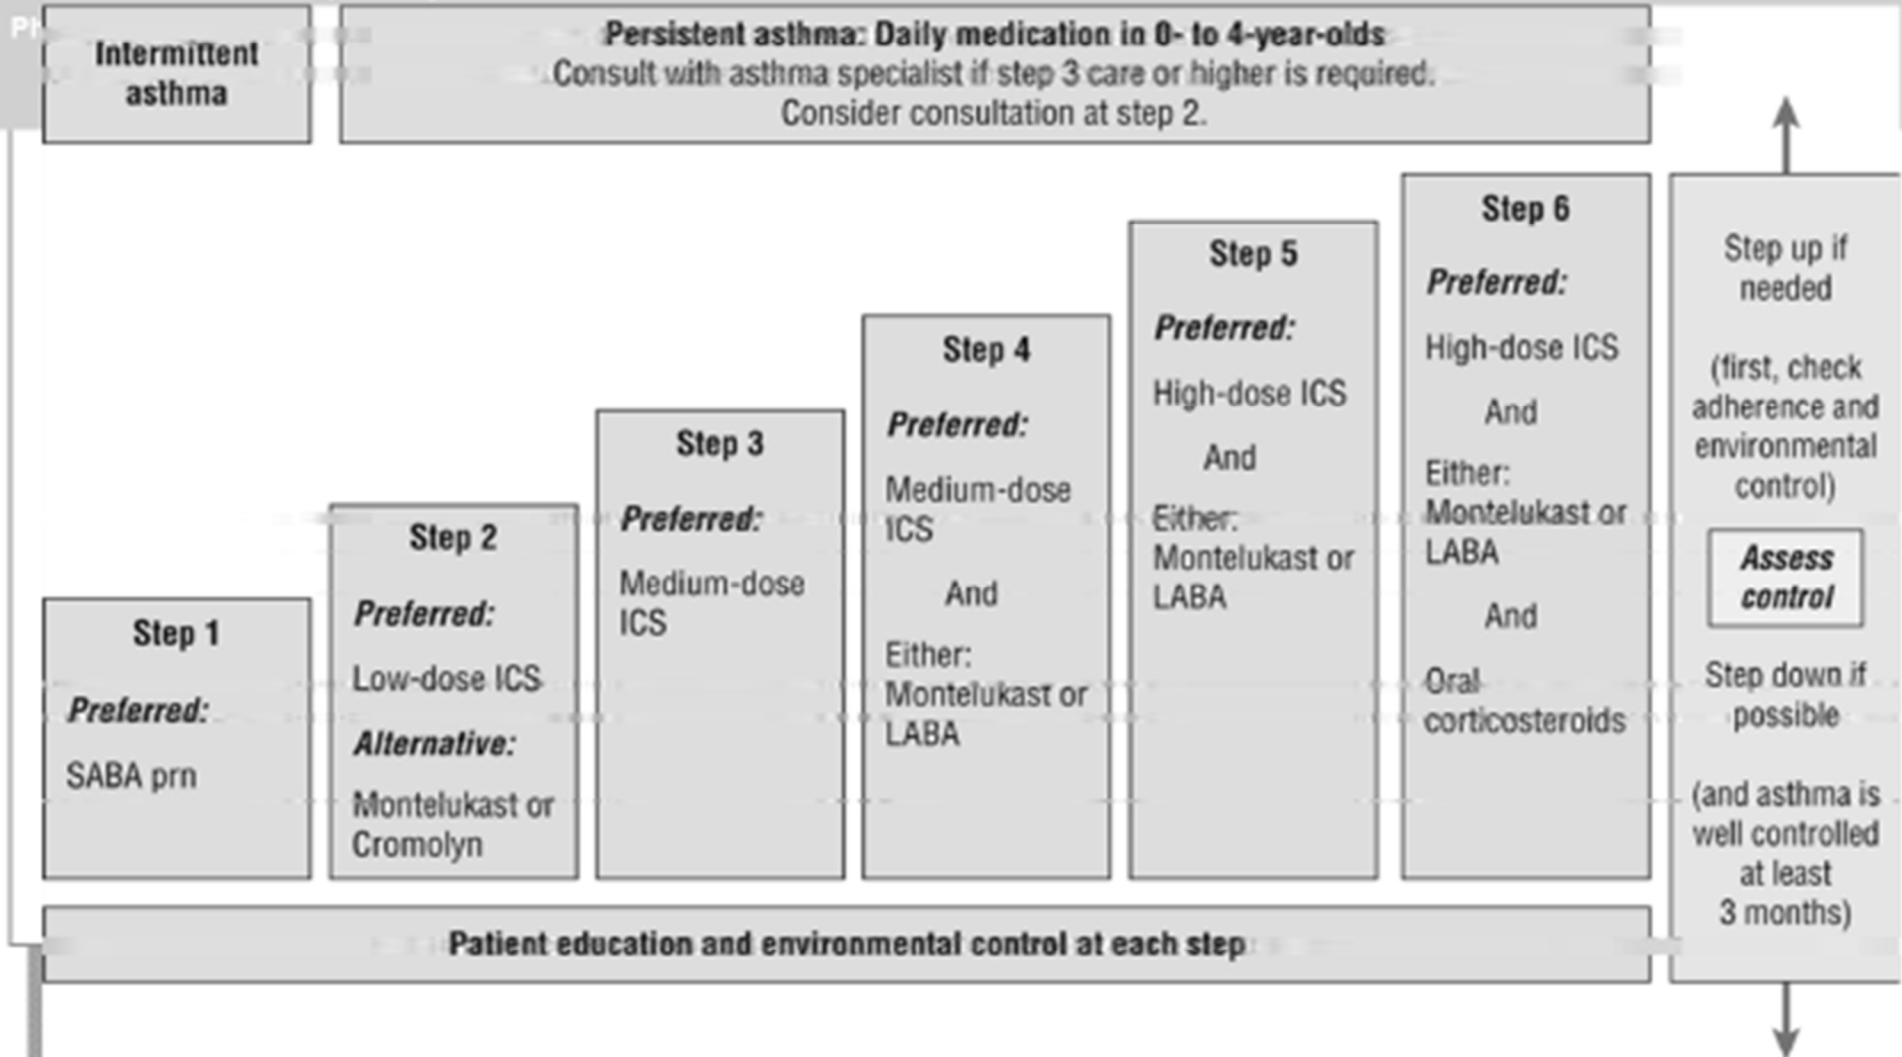 Intermittent
asthma
Persistent asthma: Daily medication in 0- to 4-year-olds
Consult with asthma specialist if step 3 care or higher is required.
Consider consultation at step 2.
Step 1
Preferred:
SABA prn
Step 2
Preferred:
Low-dose ICS
Alternative:
Montelukast or
Cromolyn
Step 3
Preferred:
Medium-dose
ICS
Step 4
Preferred:
Medium-dose
ICS
And
Either:
Montelukast or
LABA
Step 5
Preferred:
High-dose ICS
And
Either:
Montelukast or
LABA
Step 6
Preferred:
High-dose ICS
And
Either:
Montelukast or
LABA
And
Oral
corticosteroids
Step up if
needed
(first, check
adherence and
environmental
control)
Assess
control
Step down if
possible
(and asthma is
well controlled
at least
3 months)
Patient education and environmental control at each step